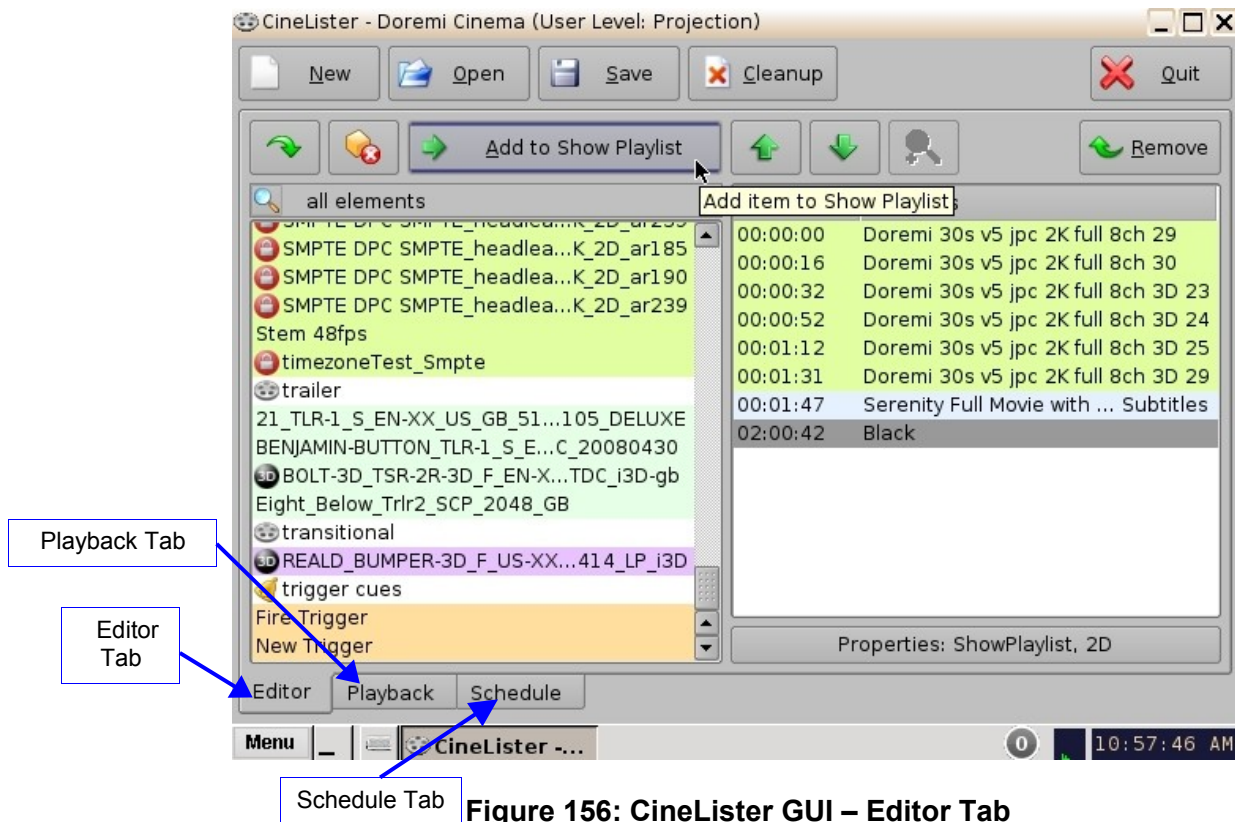 CineLister - Doremi Cinema (User Level: Projection)
New Open Save Cleanup Quit
Add to Show Playlist Remove
all elements
Add item to Show Playlist
SMPTE DPC SMPTE_headlea...K_2D_ar185
SMPTE DPC SMPTE_headlea...K_2D_ar190
SMPTE DPC SMPTE_headlea...K_2D_ar239
Stem 48fps
timezoneTest_Smpte
trailer
21_TLR-1_S_EN-XX_US_GB_51...105_DELUXE
BENJAMIN-BUTTON_TLR-1_S_E...C_20080430
3D BOLT-3D_TSR-2R-3D_F_EN-X...TDC_i3D-gb
Eight_Below_Trlr2_SCP_2048_GB
transitional
3D REALD_BUMPER-3D_F_US-XX...414_LP_i3D
trigger cues
Fire Trigger
New Trigger
00:00:00 Doremi 30s v5 jpc 2K full 8ch 29
00:00:16 Doremi 30s v5 jpc 2K full 8ch 30
00:00:32 Doremi 30s v5 jpc 2K full 8ch 3D 23
00:00:52 Doremi 30s v5 jpc 2K full 8ch 3D 24
00:01:12 Doremi 30s v5 jpc 2K full 8ch 3D 25
00:01:31 Doremi 30s v5 jpc 2K full 8ch 3D 29
00:01:47 Serenity Full Movie with ... Subtitles
02:00:42 Black
Properties: ShowPlaylist, 2D
Playback Tab
Editor
Tab
Editor Playback Schedule
Menu _ CineLister -... 0 10:57:46 AM
Schedule Tab
Figure 156: CineLister GUI – Editor Tab